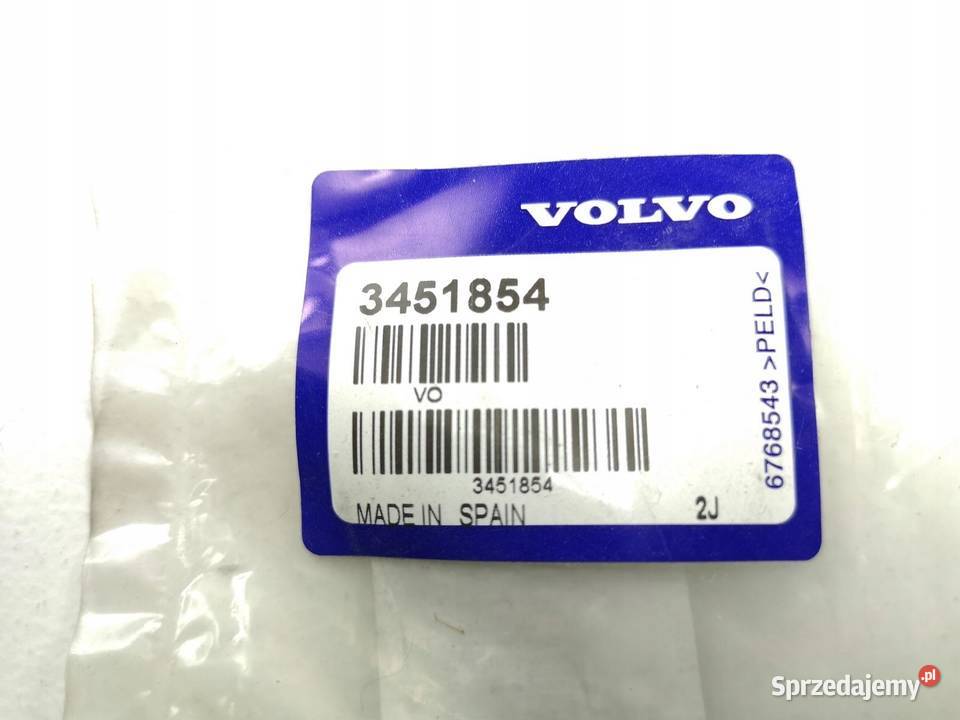 VOLVO
3451854
VO
3451854
MADE IN SPAIN 2J
6768543 >PELD<
Sprzedajemy.pl